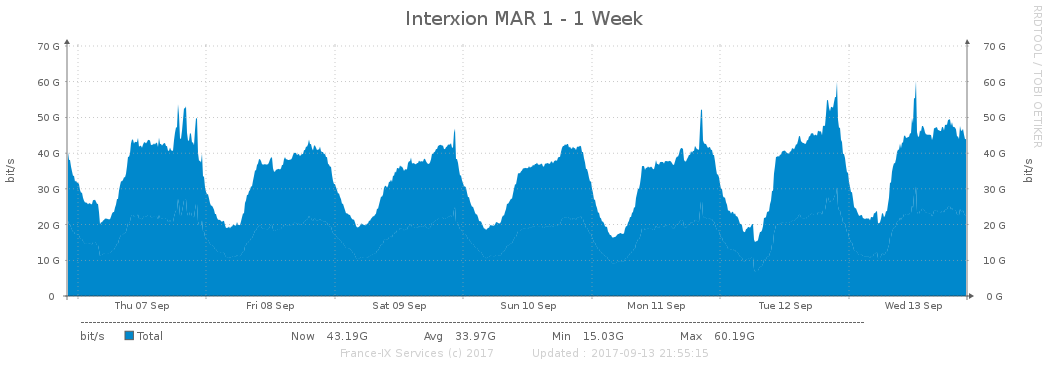 Interxion MAR 1 - 1 Week
RRDTOOL / TOBI OETIKER
bit/s
70 G 70 G
60 G 60 G
50 G 50 G
40 G 40 G
30 G 30 G
20 G 20 G
10 G 10 G
0 0 G
bit/s
Thu 07 Sep Fri 08 Sep Sat 09 Sep Sun 10 Sep Mon 11 Sep Tue 12 Sep Wed 13 Sep
bit/s Total Now 43.19G Avg 33.97G Min 15.03G Max 60.19G
France-IX Services (c) 2017 Updated : 2017-09-13 21:55:15